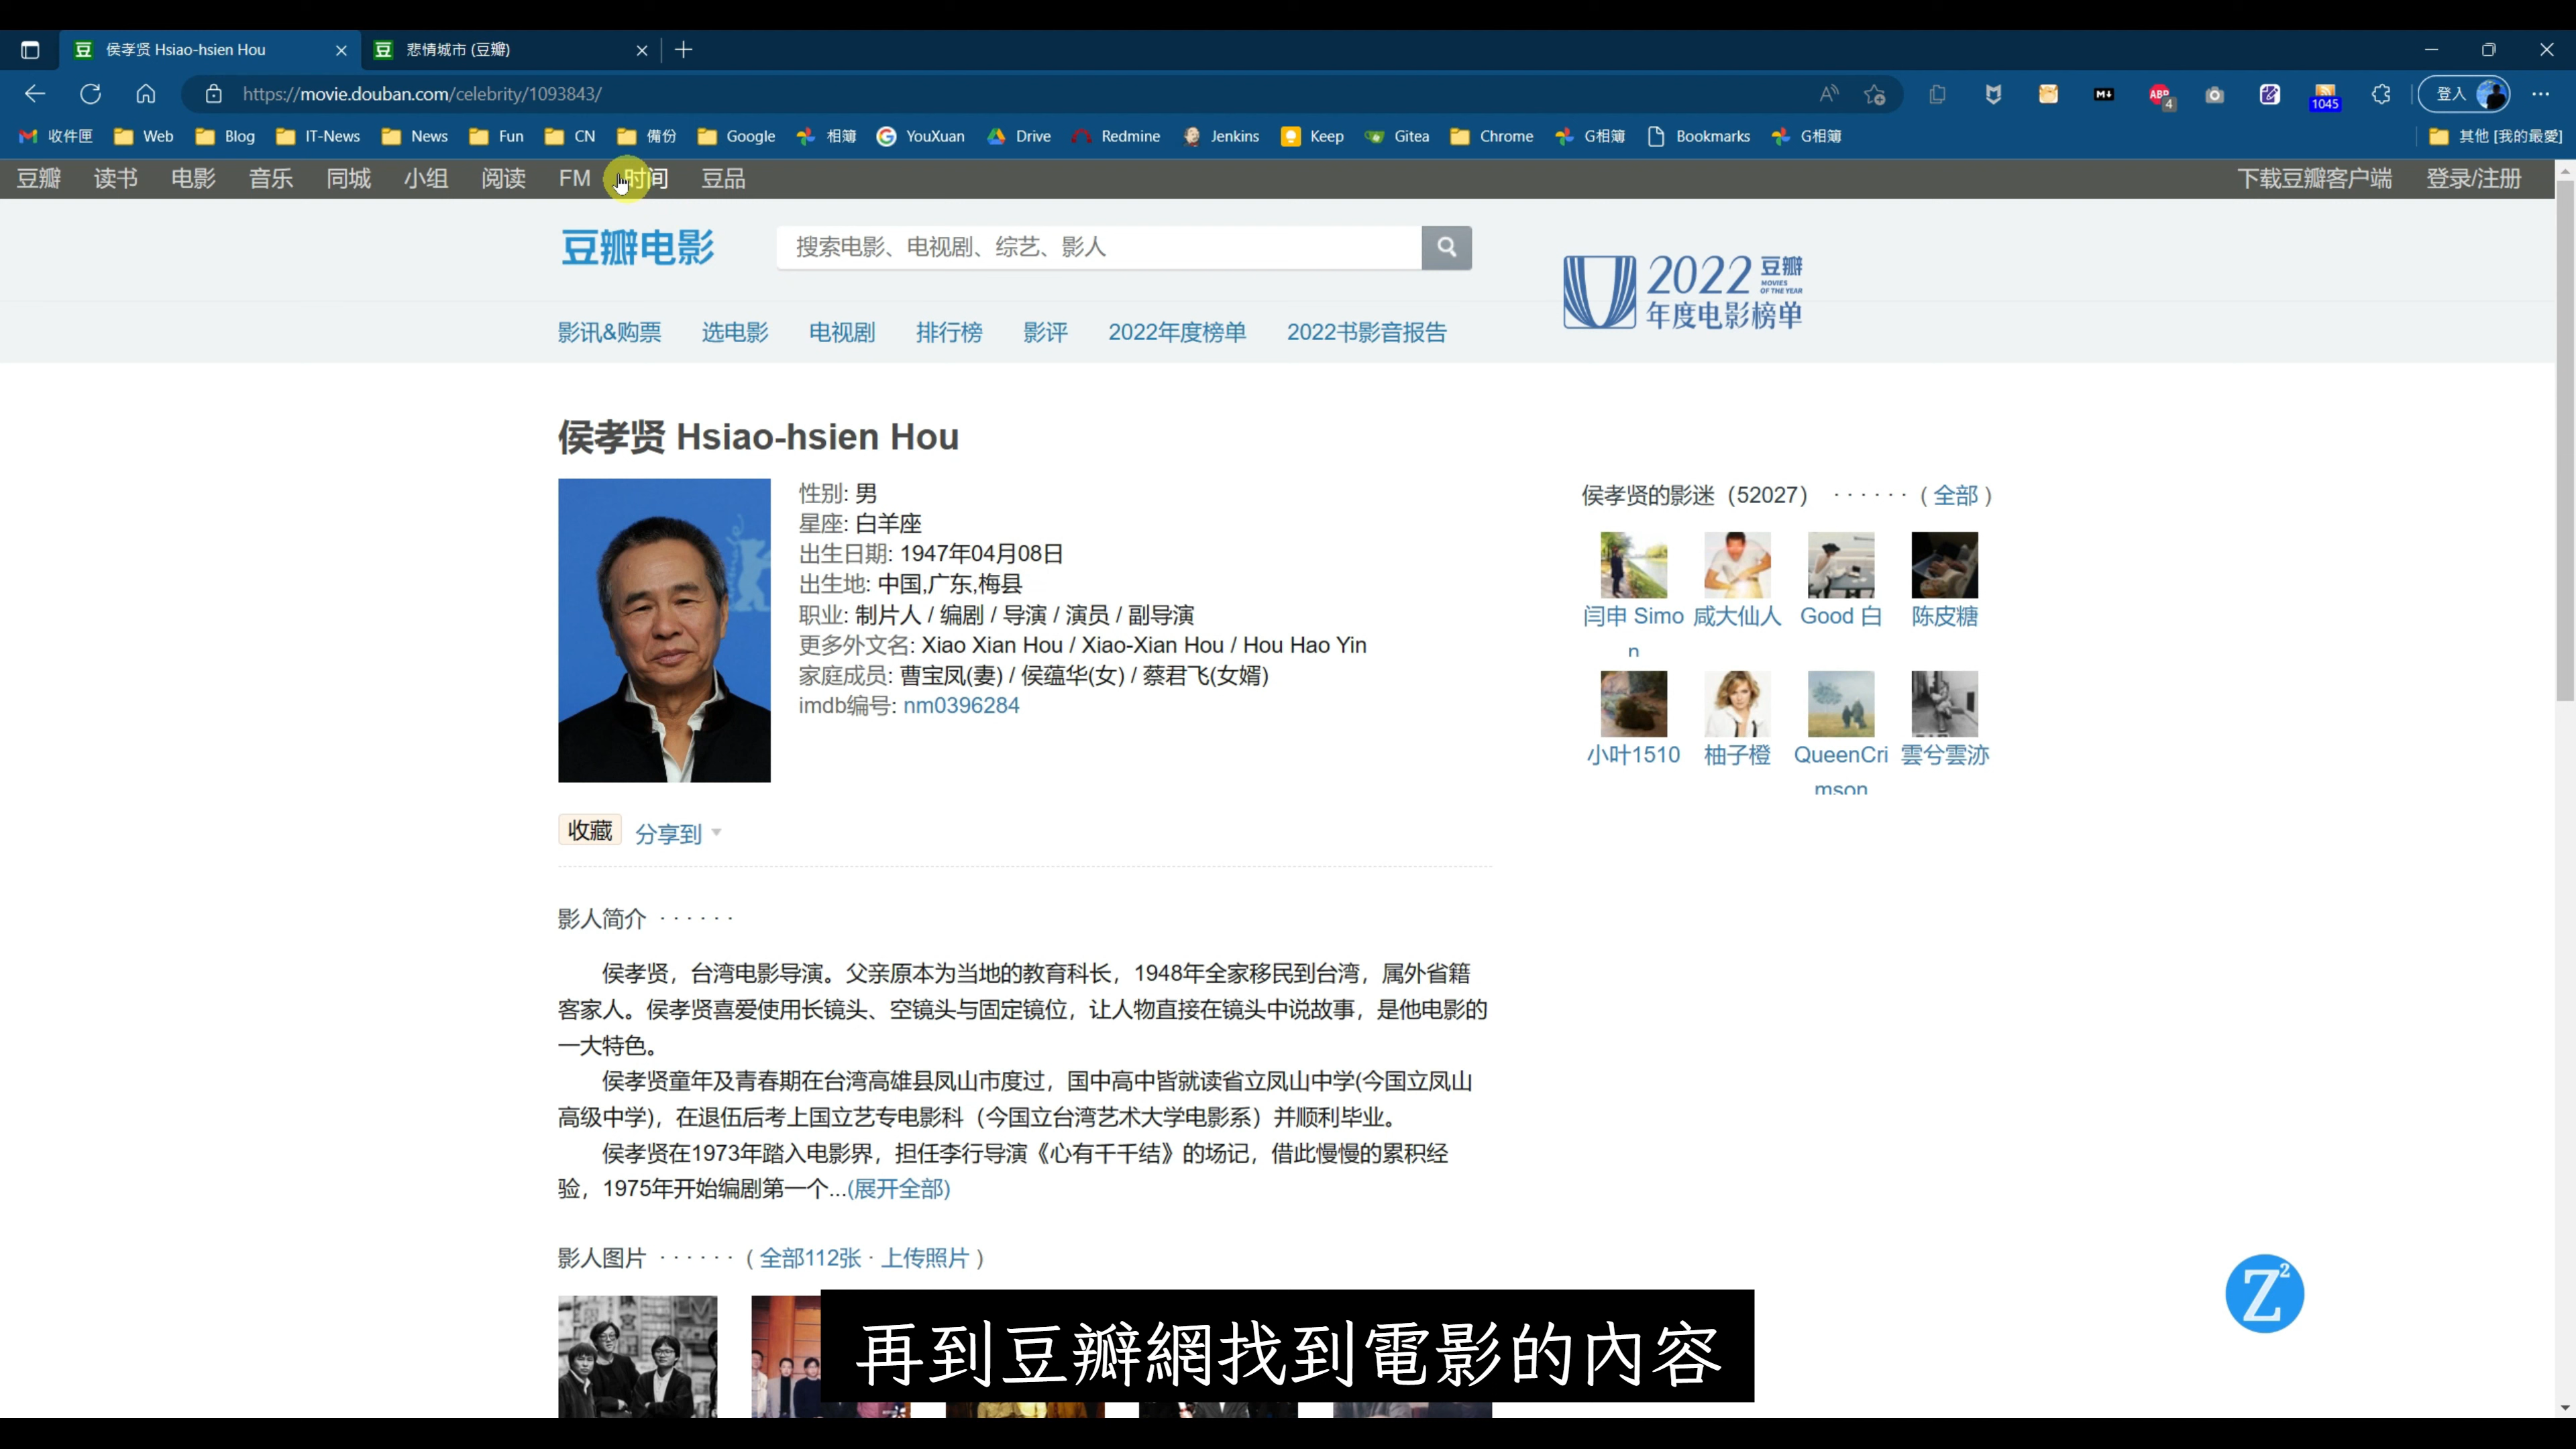 侯孝贤 Hsiao-hsien Hou
悲情城市 (豆瓣)
https://movie.douban.com/celebrity/1093843/
登入
收件匣 Web Blog IT-News News Fun CN 備份 Google 相簿 YouXuan Drive Redmine Jenkins Keep Gitea Chrome G相簿 Bookmarks G相簿 其他 [我的最愛]
豆瓣 读书 电影 音乐 同城 小组 阅读 FM 时间 豆品 下载豆瓣客户端 登录/注册
豆瓣电影
搜索电影、电视剧、综艺、影人
2022 豆瓣
MOVIES
OF THE YEAR
年度电影榜单
影讯&购票 选电影 电视剧 排行榜 影评 2022年度榜单 2022书影音报告
侯孝贤 Hsiao-hsien Hou
性别: 男
星座: 白羊座
出生日期: 1947年04月08日
出生地: 中国,广东,梅县
职业: 制片人 / 编剧 / 导演 / 演员 / 副导演
更多外文名: Xiao Xian Hou / Xiao-Xian Hou / Hou Hao Yin
家庭成员: 曹宝凤(妻) / 侯蕴华(女) / 蔡君飞(女婿)
imdb编号: nm0396284
收藏 分享到
侯孝贤的影迷（52027） · · · · · · ( 全部 )
闫申 Simo
n
咸大仙人 Good 白 陈皮糖
小叶1510 柚子橙 QueenCri
mson
雲兮雲迹
影人简介 · · · · · ·
侯孝贤，台湾电影导演。父亲原本为当地的教育科长，1948年全家移民到台湾，属外省籍
客家人。侯孝贤喜爱使用长镜头、空镜头与固定镜位，让人物直接在镜头中说故事，是他电影的
一大特色。
侯孝贤童年及青春期在台湾高雄县凤山市度过，国中高中皆就读省立凤山中学(今国立凤山
高级中学)，在退伍后考上国立艺专电影科（今国立台湾艺术大学电影系）并顺利毕业。
侯孝贤在1973年踏入电影界，担任李行导演《心有千千结》的场记，借此慢慢的累积经
验，1975年开始编剧第一个...(展开全部)
影人图片 · · · · · · ( 全部112张 · 上传照片 )
再到豆瓣網找到電影的內容
Z2
M↓
ABP
4
1045